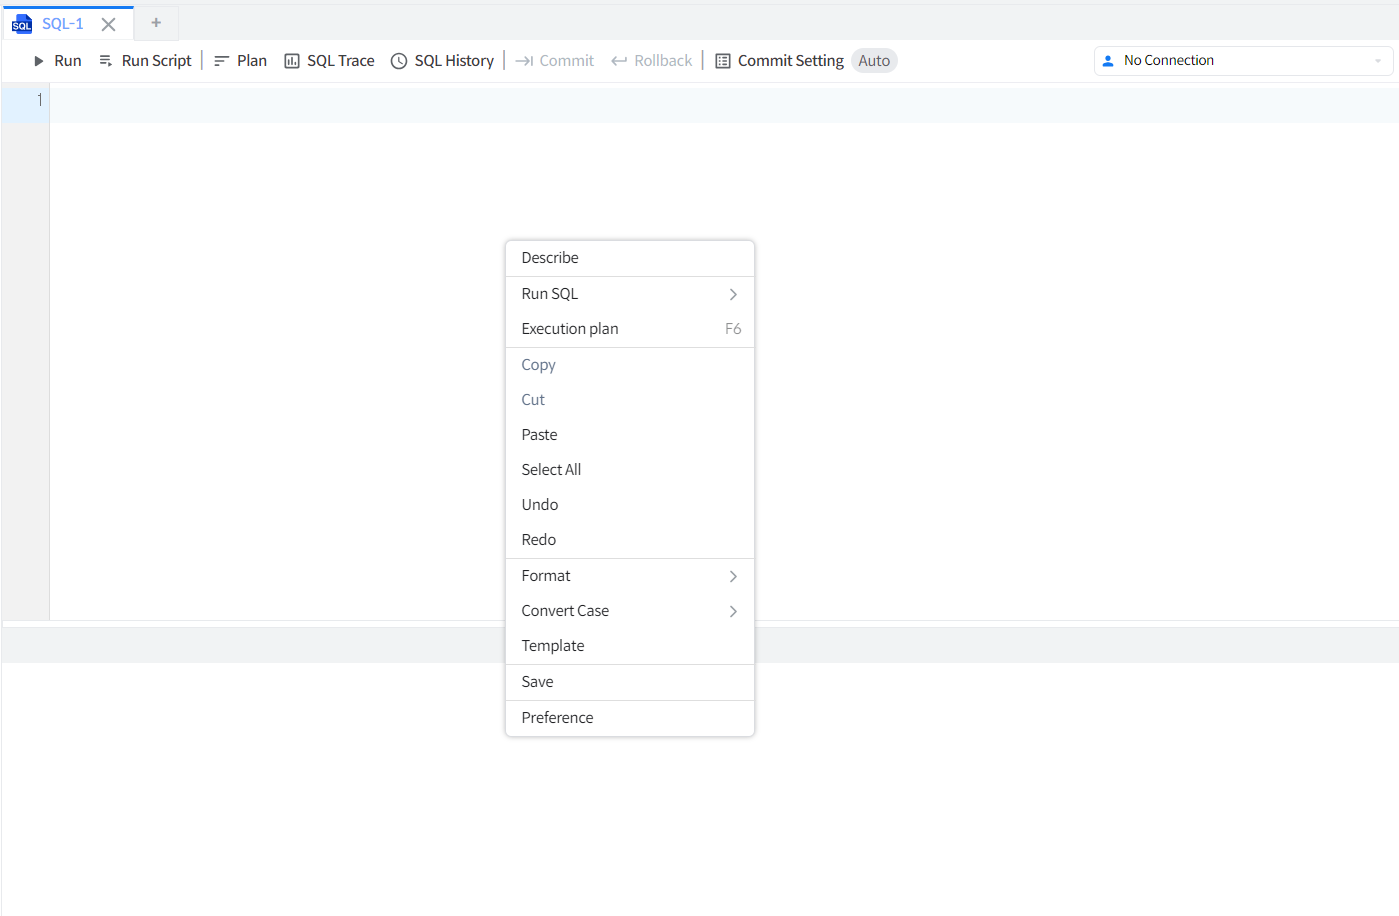 SQL SQL-1 +
Run Run Script Plan SQL Trace SQL History Commit Rollback Commit Setting Auto No Connection
1
Describe
Run SQL
Execution plan F6
Copy
Cut
Paste
Select All
Undo
Redo
Format
Convert Case
Template
Save
Preference